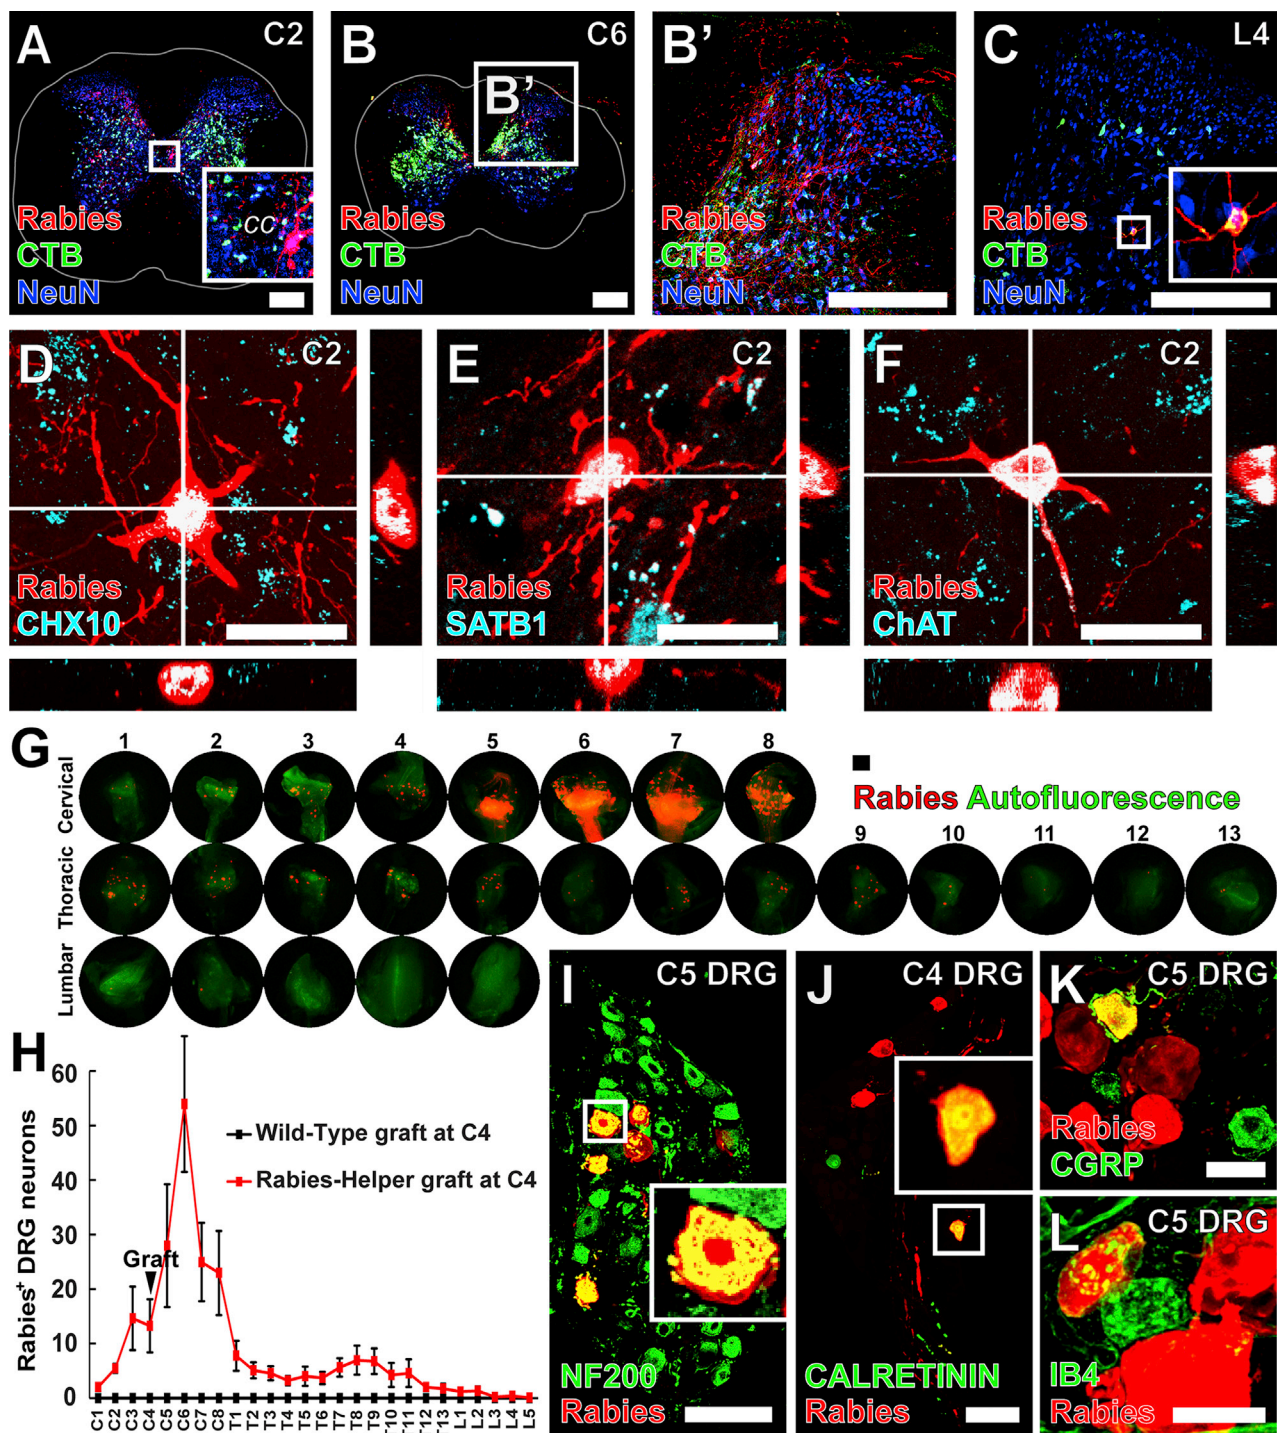 A C2
Rabies
CTB
NeuN
cc
B C6
B’
Rabies
CTB
NeuN
B’
Rabies
CTB
NeuN
C L4
Rabies
CTB
NeuN
D C2
Rabies
CHX10
E C2
Rabies
SATB1
F C2
Rabies
ChAT
G
1 2 3 4 5 6 7 8
Cervical
Rabies Autofluorescence
9 10 11 12 13
Thoracic
Lumbar
H
Rabies⁺ DRG neurons
60
50
40
30
20
10
0
Wild-Type graft at C4
Rabies-Helper graft at C4
Graft
C1 C2 C3 C4 C5 C6 C7 C8 T1 T2 T3 T4 T5 T6 T7 T8 T9 T10 T11 T12 T13 L1 L2 L3 L4 L5
I C5 DRG
NF200
Rabies
J C4 DRG
CALRETININ
Rabies
K C5 DRG
Rabies
CGRP
L C5 DRG
IB4
Rabies